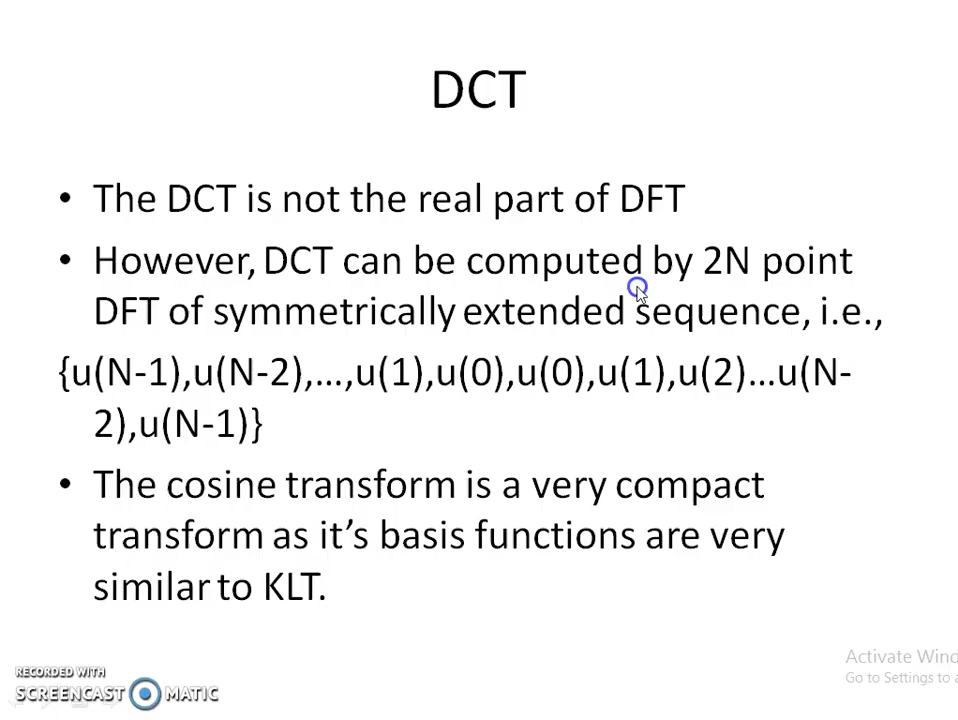 DCT
• The DCT is not the real part of DFT
• However, DCT can be computed by 2N point
DFT of symmetrically extended sequence, i.e.,
{u(N-1),u(N-2),...,u(1),u(0),u(0),u(1),u(2)...u(N-
2),u(N-1)}
• The cosine transform is a very compact
transform as it’s basis functions are very
similar to KLT.
RECORDED WITH
SCREENCAST MATIC
Activate Wind
Go to Settings to a